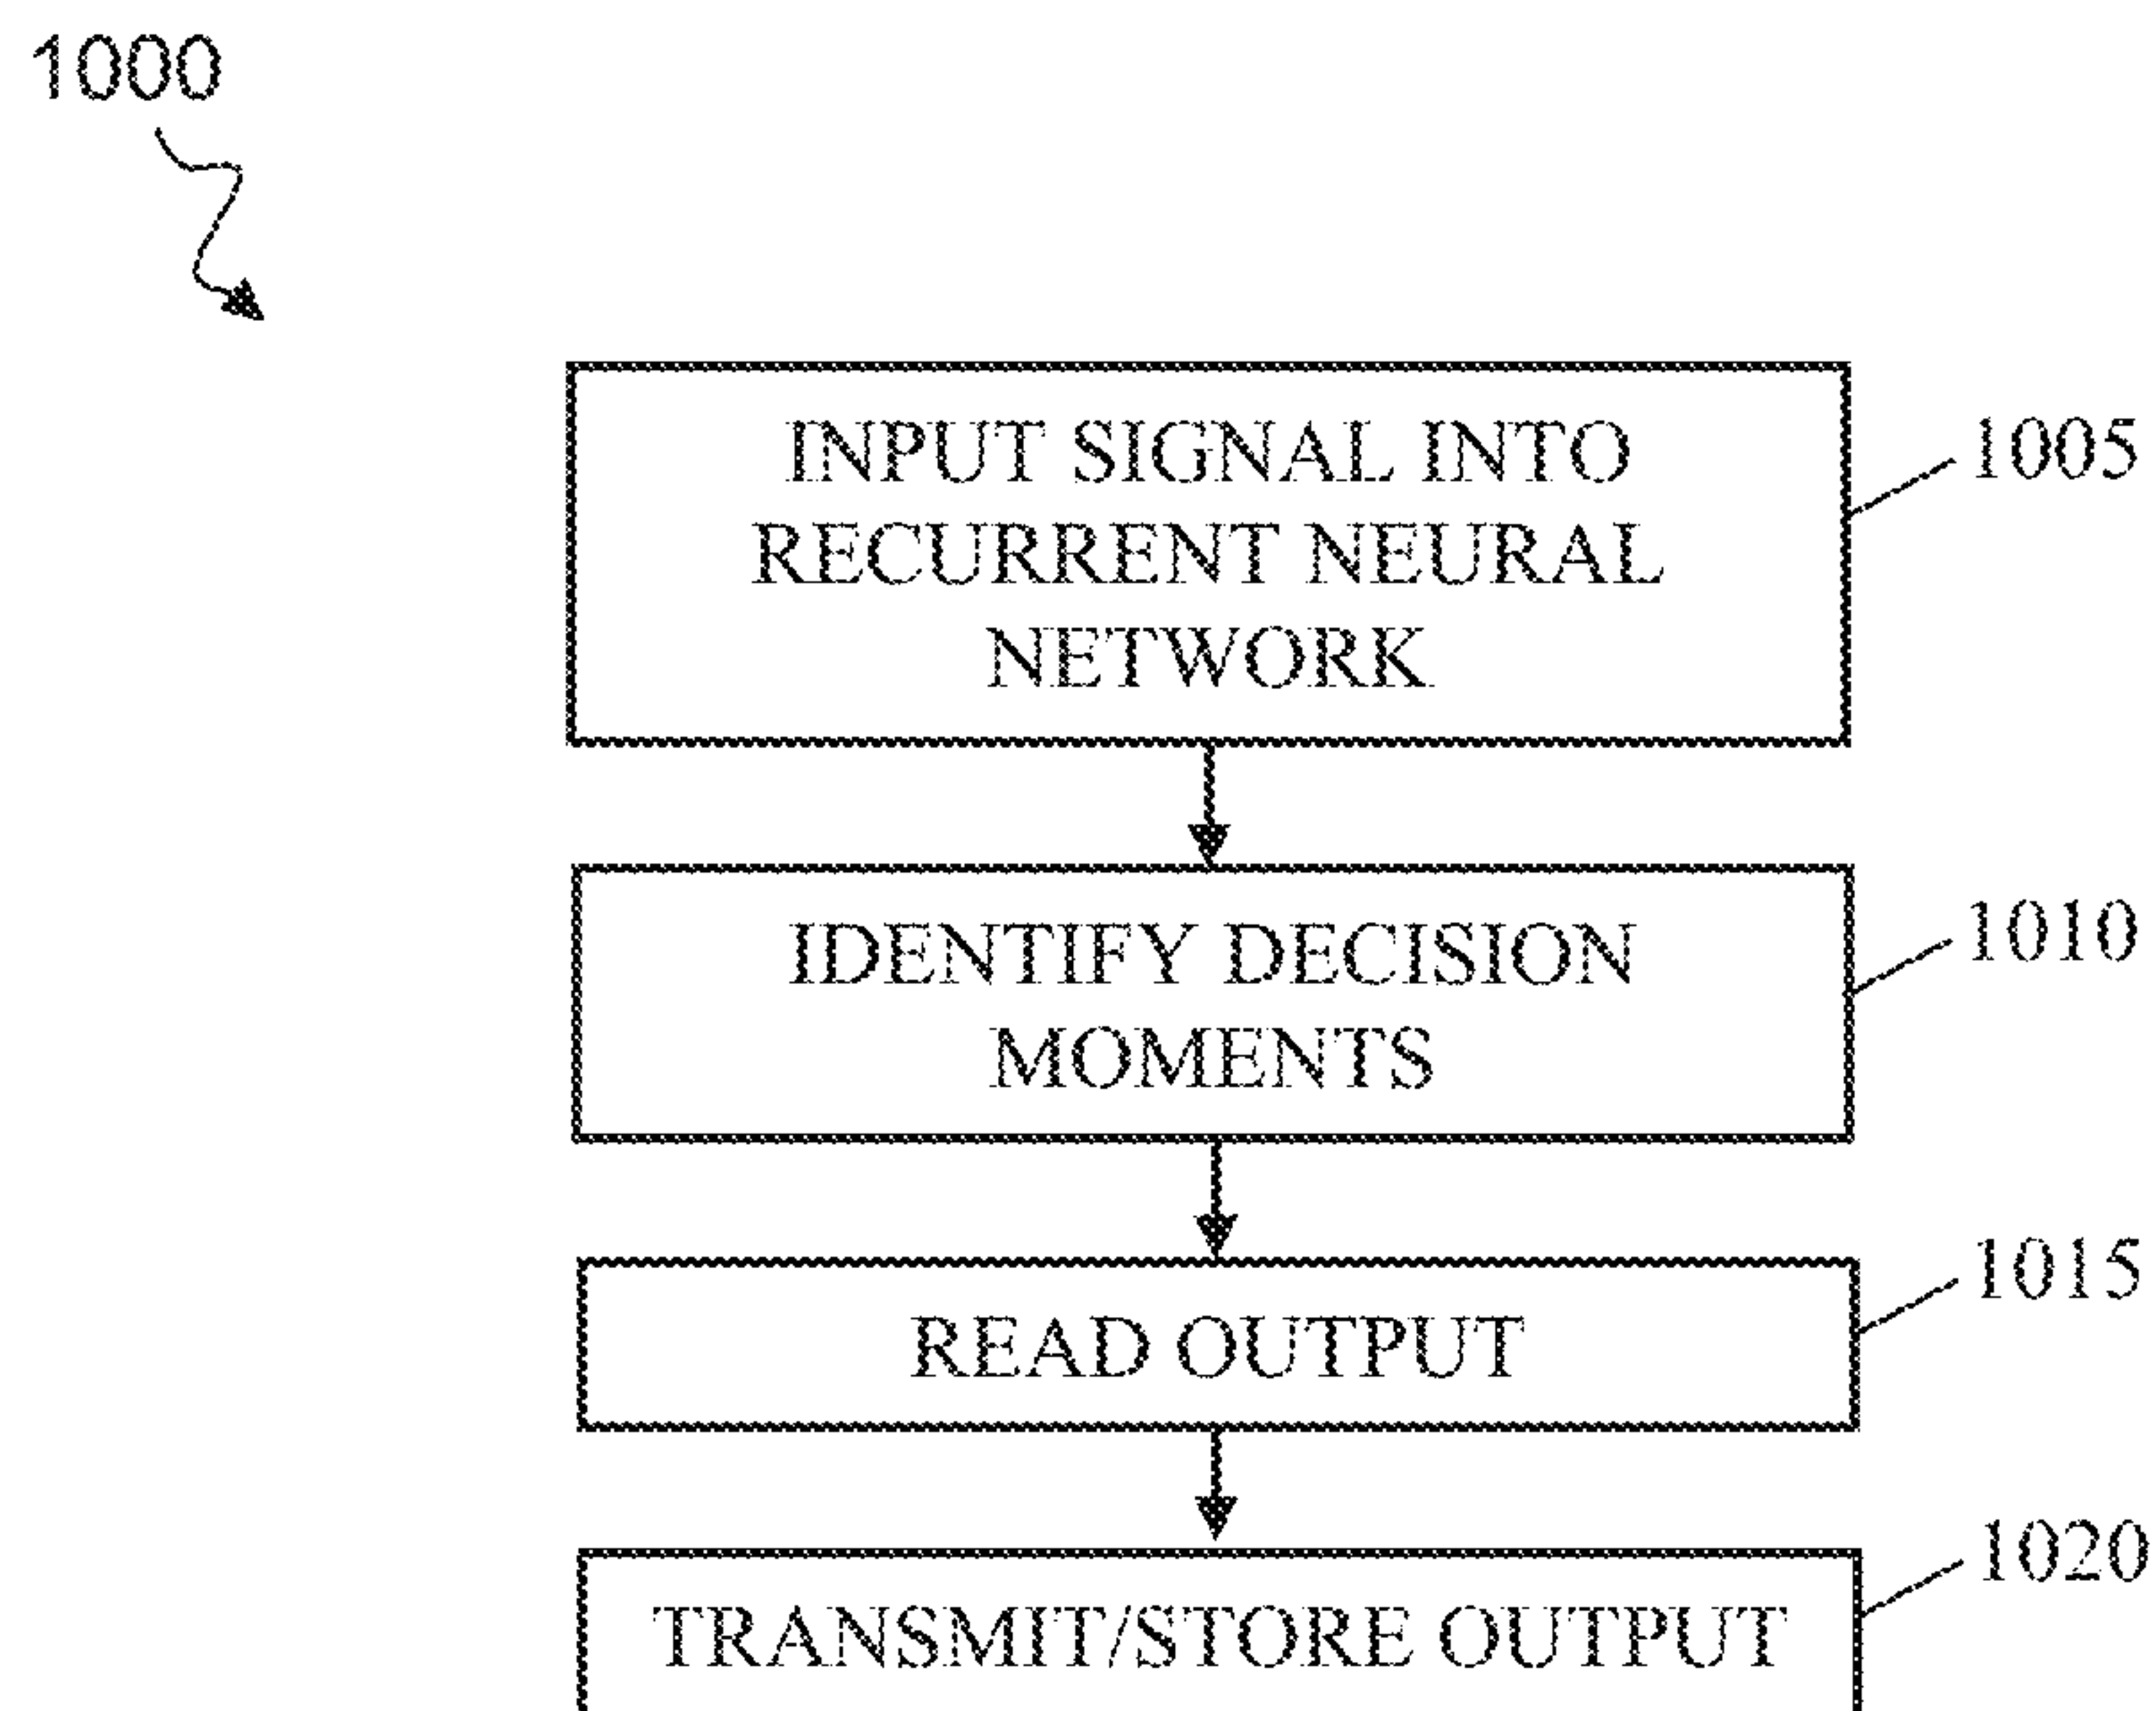 1000
INPUT SIGNAL INTO
RECURRENT NEURAL
NETWORK
1005
IDENTIFY DECISION
MOMENTS
1010
READ OUTPUT
1015
TRANSMIT/STORE OUTPUT
1020